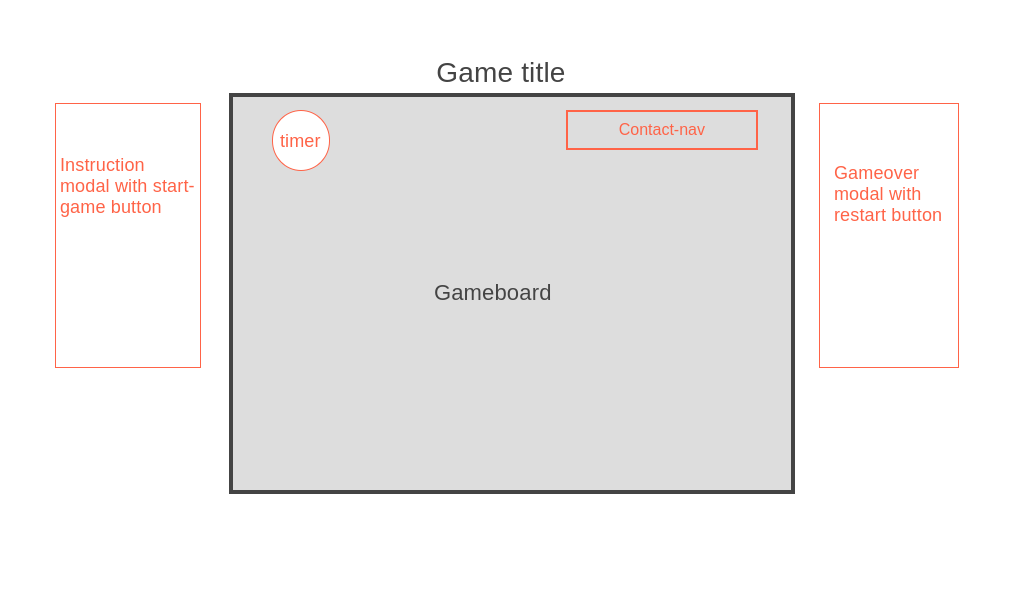 Game title
timer
Contact-nav
Instruction
modal with start-
game button
Gameover
modal with
restart button
Gameboard